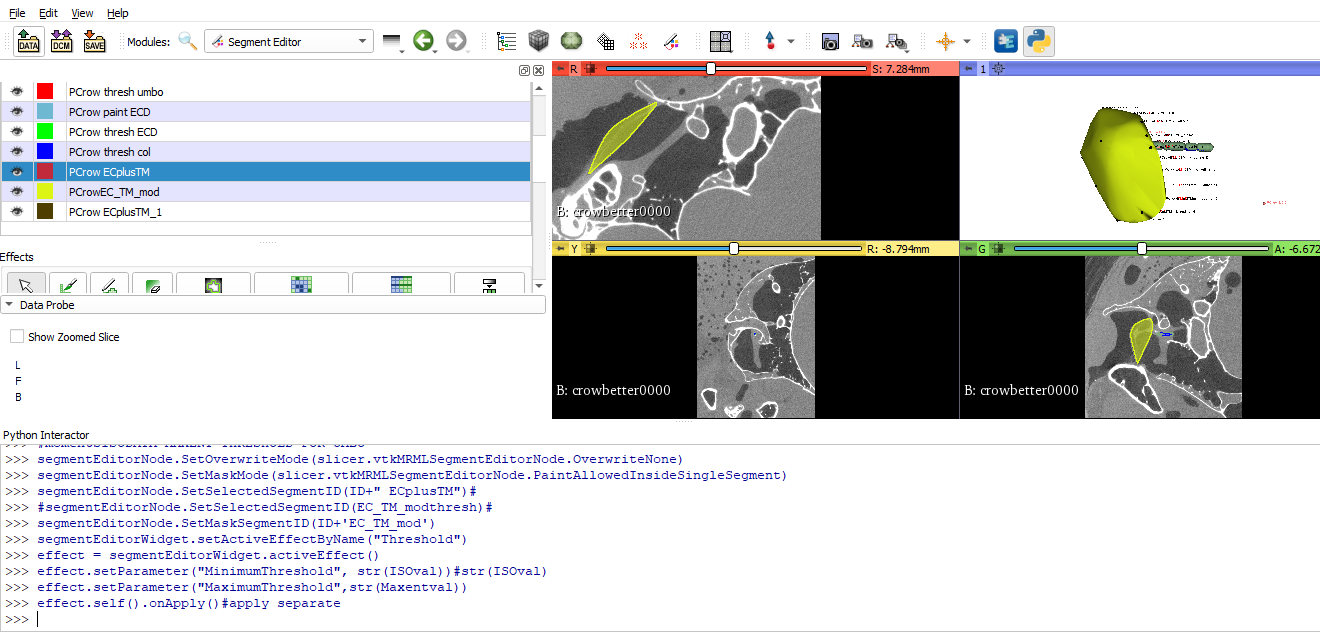 File Edit View Help
DATA DCM SAVE Modules: Segment Editor
R S: 7.284mm
1
PCrow thresh umbo
PCrow paint ECD
PCrow thresh ECD
PCrow thresh col
PCrow ECplusTM
PCrowEC_TM_mod
PCrow ECplusTM_1
B: crowbetter0000
Y R: -8.794mm
G A: -6.672
Effects
Data Probe
Show Zoomed Slice
L
F
B
B: crowbetter0000
B: crowbetter0000
Python Interactor
>>> segmentEditorNode.SetOverwriteMode(slicer.vtkMRMLSegmentEditorNode.OverwriteNone)
>>> segmentEditorNode.SetMaskMode(slicer.vtkMRMLSegmentEditorNode.PaintAllowedInsideSingleSegment)
>>> segmentEditorNode.SetSelectedSegmentID(ID+" ECplusTM")#
>>> #segmentEditorNode.SetSelectedSegmentID(EC_TM_modthresh)#
>>> segmentEditorNode.SetMaskSegmentID(ID+'EC_TM_mod')
>>> segmentEditorWidget.setActiveEffectByName("Threshold")
>>> effect = segmentEditorWidget.activeEffect()
>>> effect.setParameter("MinimumThreshold", str(ISOval))#str(ISOval)
>>> effect.setParameter("MaximumThreshold",str(Maxentval))
>>> effect.self().onApply()#apply separate
>>>